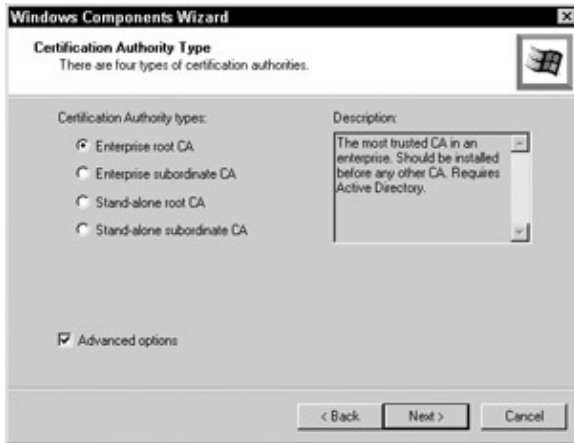 Windows Components Wizard
Certification Authority Type
There are four types of certification authorities.
Certification Authority types:
Enterprise root CA
Enterprise subordinate CA
Stand-alone root CA
Stand-alone subordinate CA
Description:
The most trusted CA in an
enterprise. Should be installed
before any other CA. Requires
Active Directory.
Advanced options
< Back
Next >
Cancel